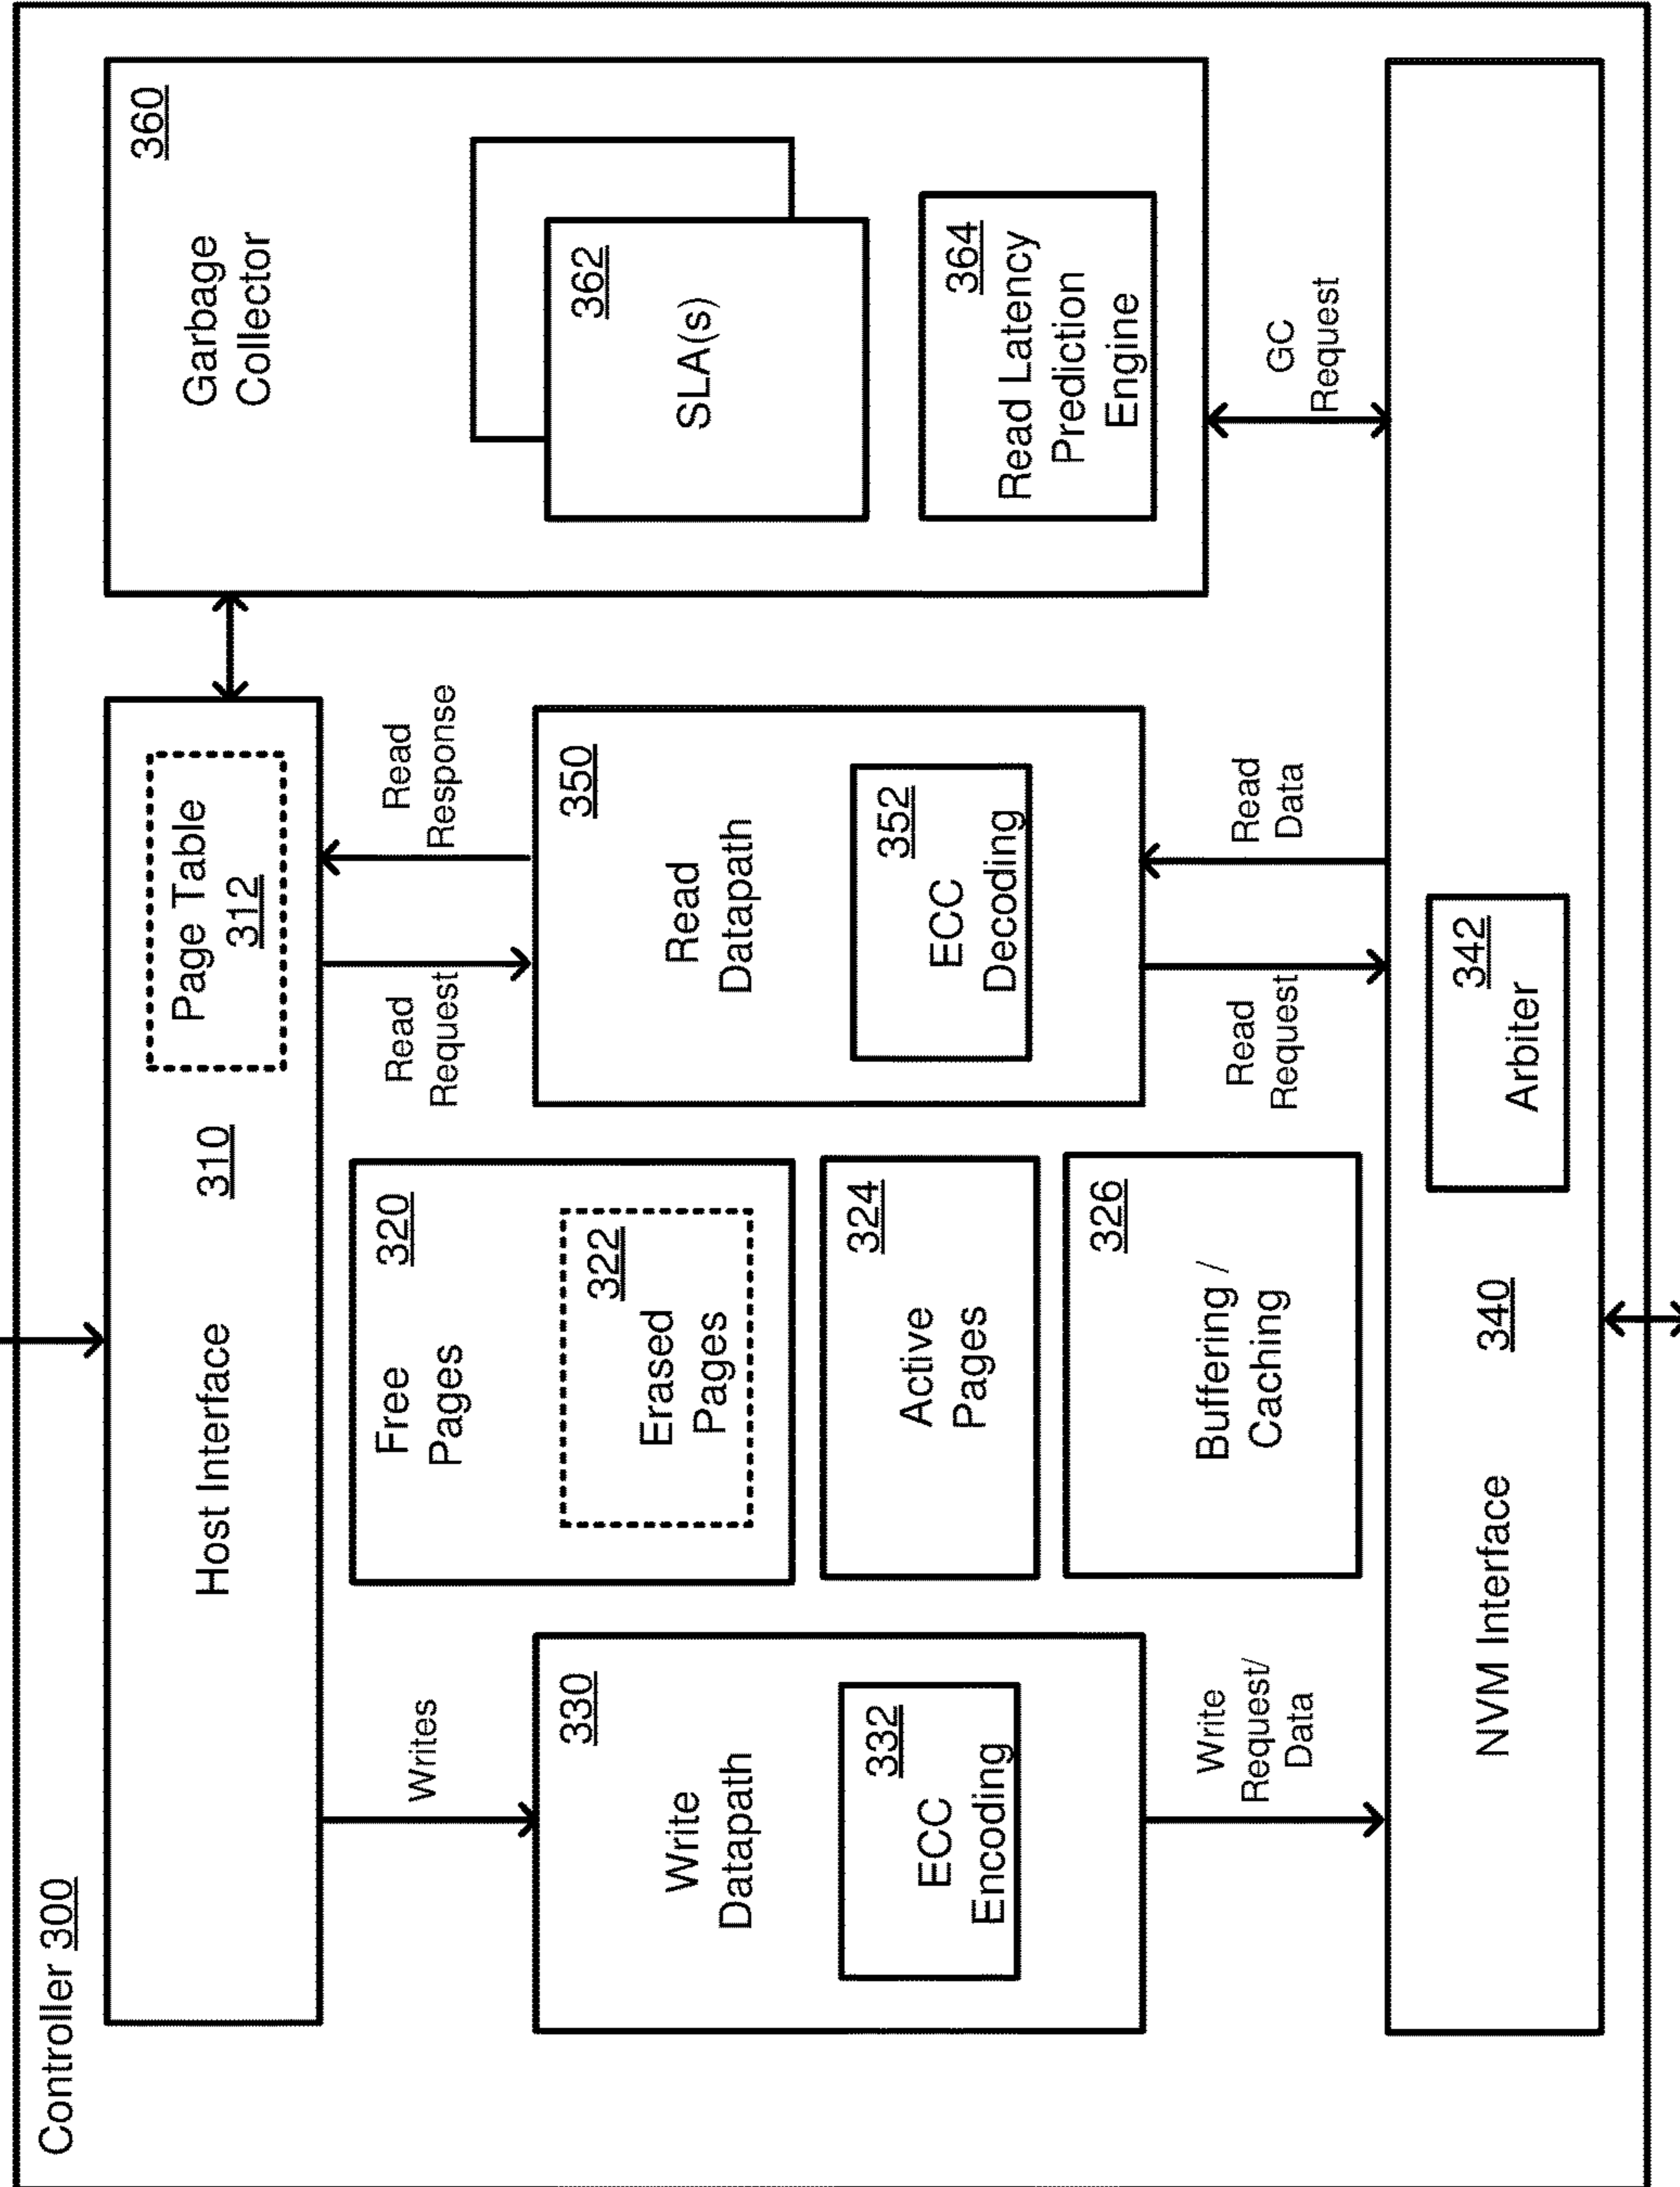 Controller 300
Host Interface
310
Page Table
312
Writes
Read
Request
Read
Response
Free
Pages
320
322
Erased
Pages
324
Active
Pages
326
Buffering /
Caching
330
Write
Datapath
332
ECC
Encoding
Write
Request/
Data
350
Read
Datapath
352
ECC
Decoding
Read
Request
Read
Data
360
Garbage
Collector
362
SLA(s)
364
Read Latency
Prediction
Engine
GC
Request
NVM Interface
340
342
Arbiter